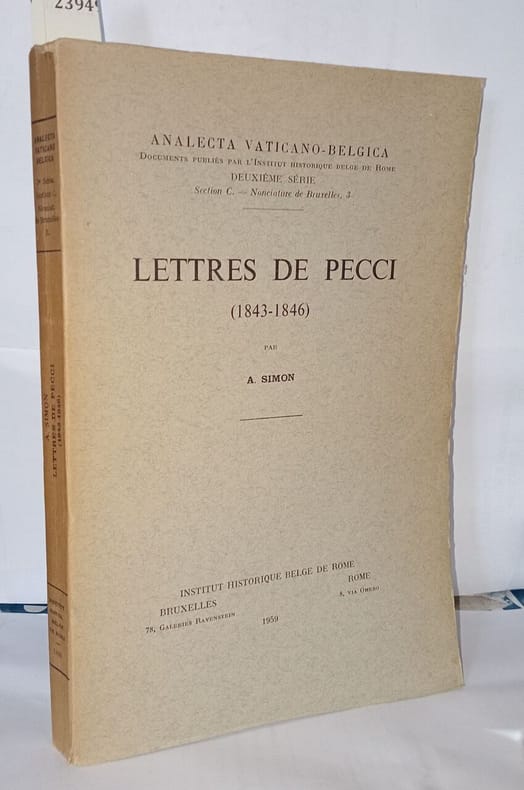 2394
ANALECTA VATICANO-BELGICA
DOCUMENTS PUBLIÉS PAR L'INSTITUT HISTORIQUE BELGE DE ROME
DEUXIÈME SÉRIE
Section C. — Nonciature de Bruxelles, 3
LETTRES DE PECCI
(1843-1846)
PAR
A. SIMON
INSTITUT HISTORIQUE BELGE DE ROME
BRUXELLES
78, GALERIES RAVENSTEIN
1959
ROME
8, VIA OMERO
ANALECTA
VATICANO
BELGICA
A. SIMON
LETTRES DE PECCI
(1843-1846)